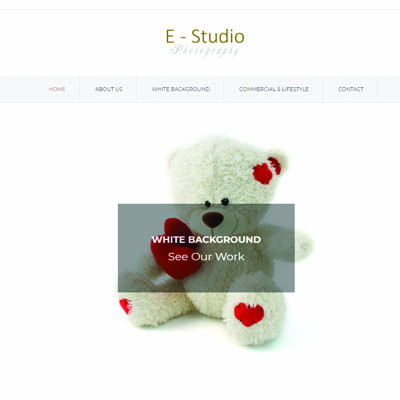 E - Studio
Photography
HOME
ABOUT US
WHITE BACKGROUND
COMMERCIAL & LIFESTYLE
CONTACT
WHITE BACKGROUND
See Our Work